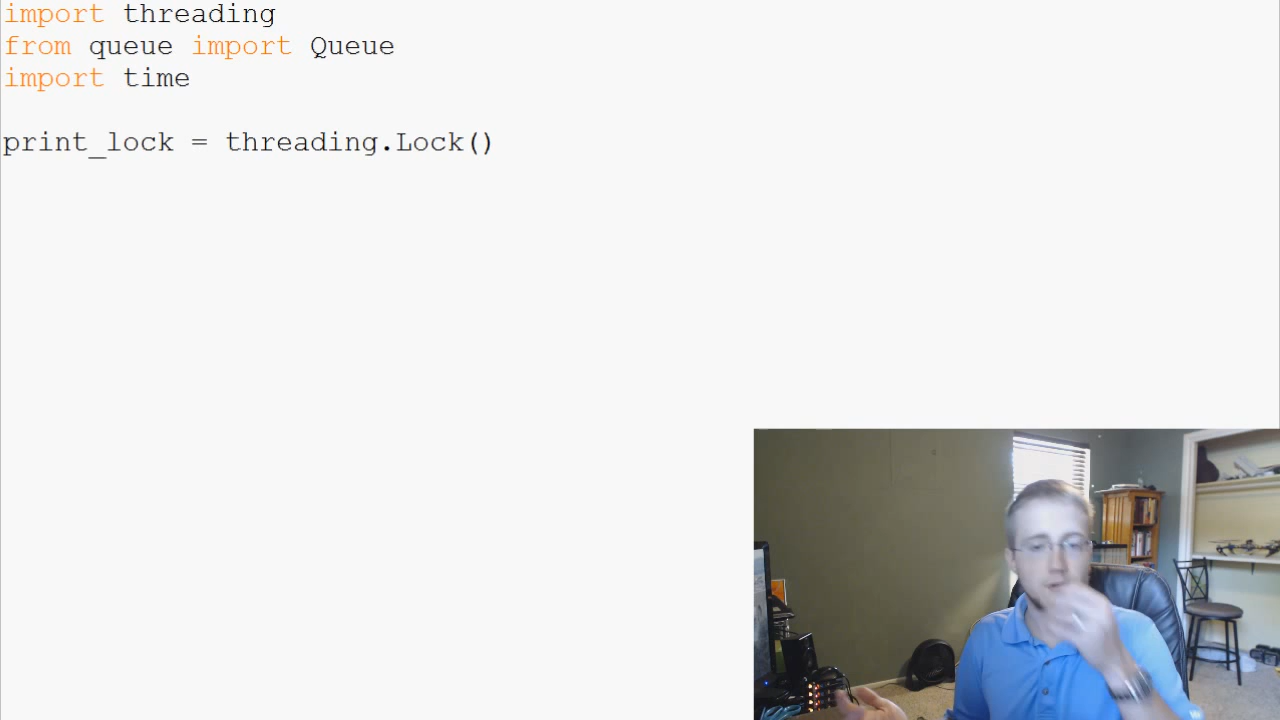 import threading
from queue import Queue
import time
print_lock = threading.Lock()